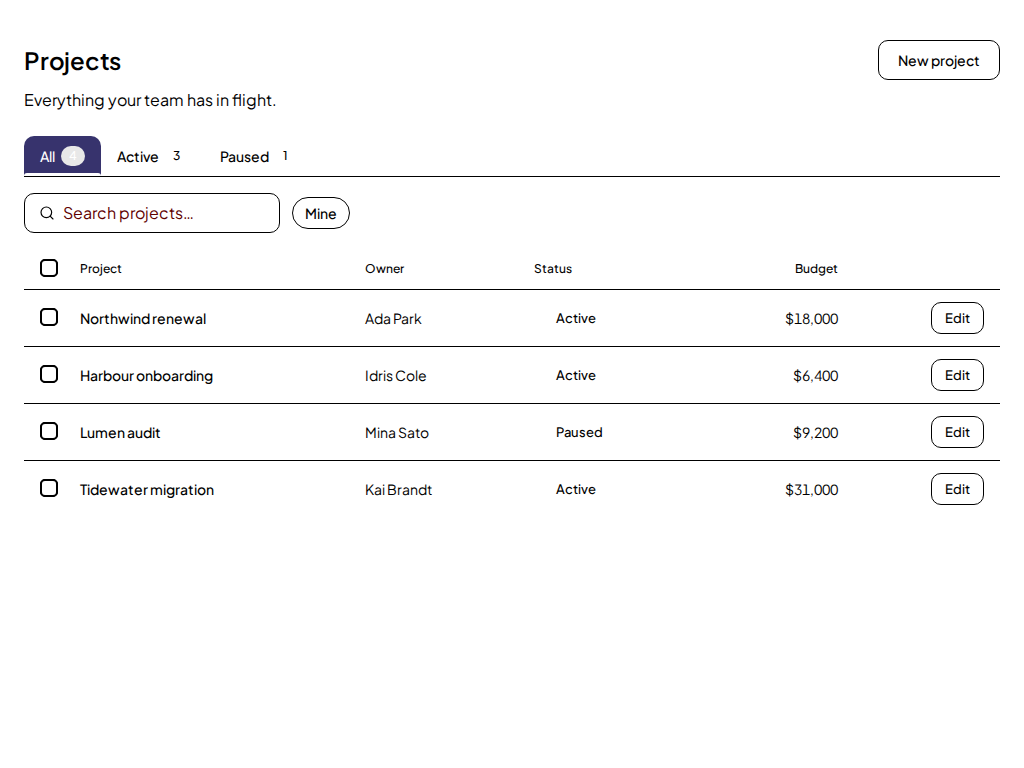 Projects
New project
Everything your team has in flight.
All 4
Active 3
Paused 1
Search projects…
Mine
Project Owner Status Budget
Northwind renewal Ada Park Active $18,000 Edit
Harbour onboarding Idris Cole Active $6,400 Edit
Lumen audit Mina Sato Paused $9,200 Edit
Tidewater migration Kai Brandt Active $31,000 Edit